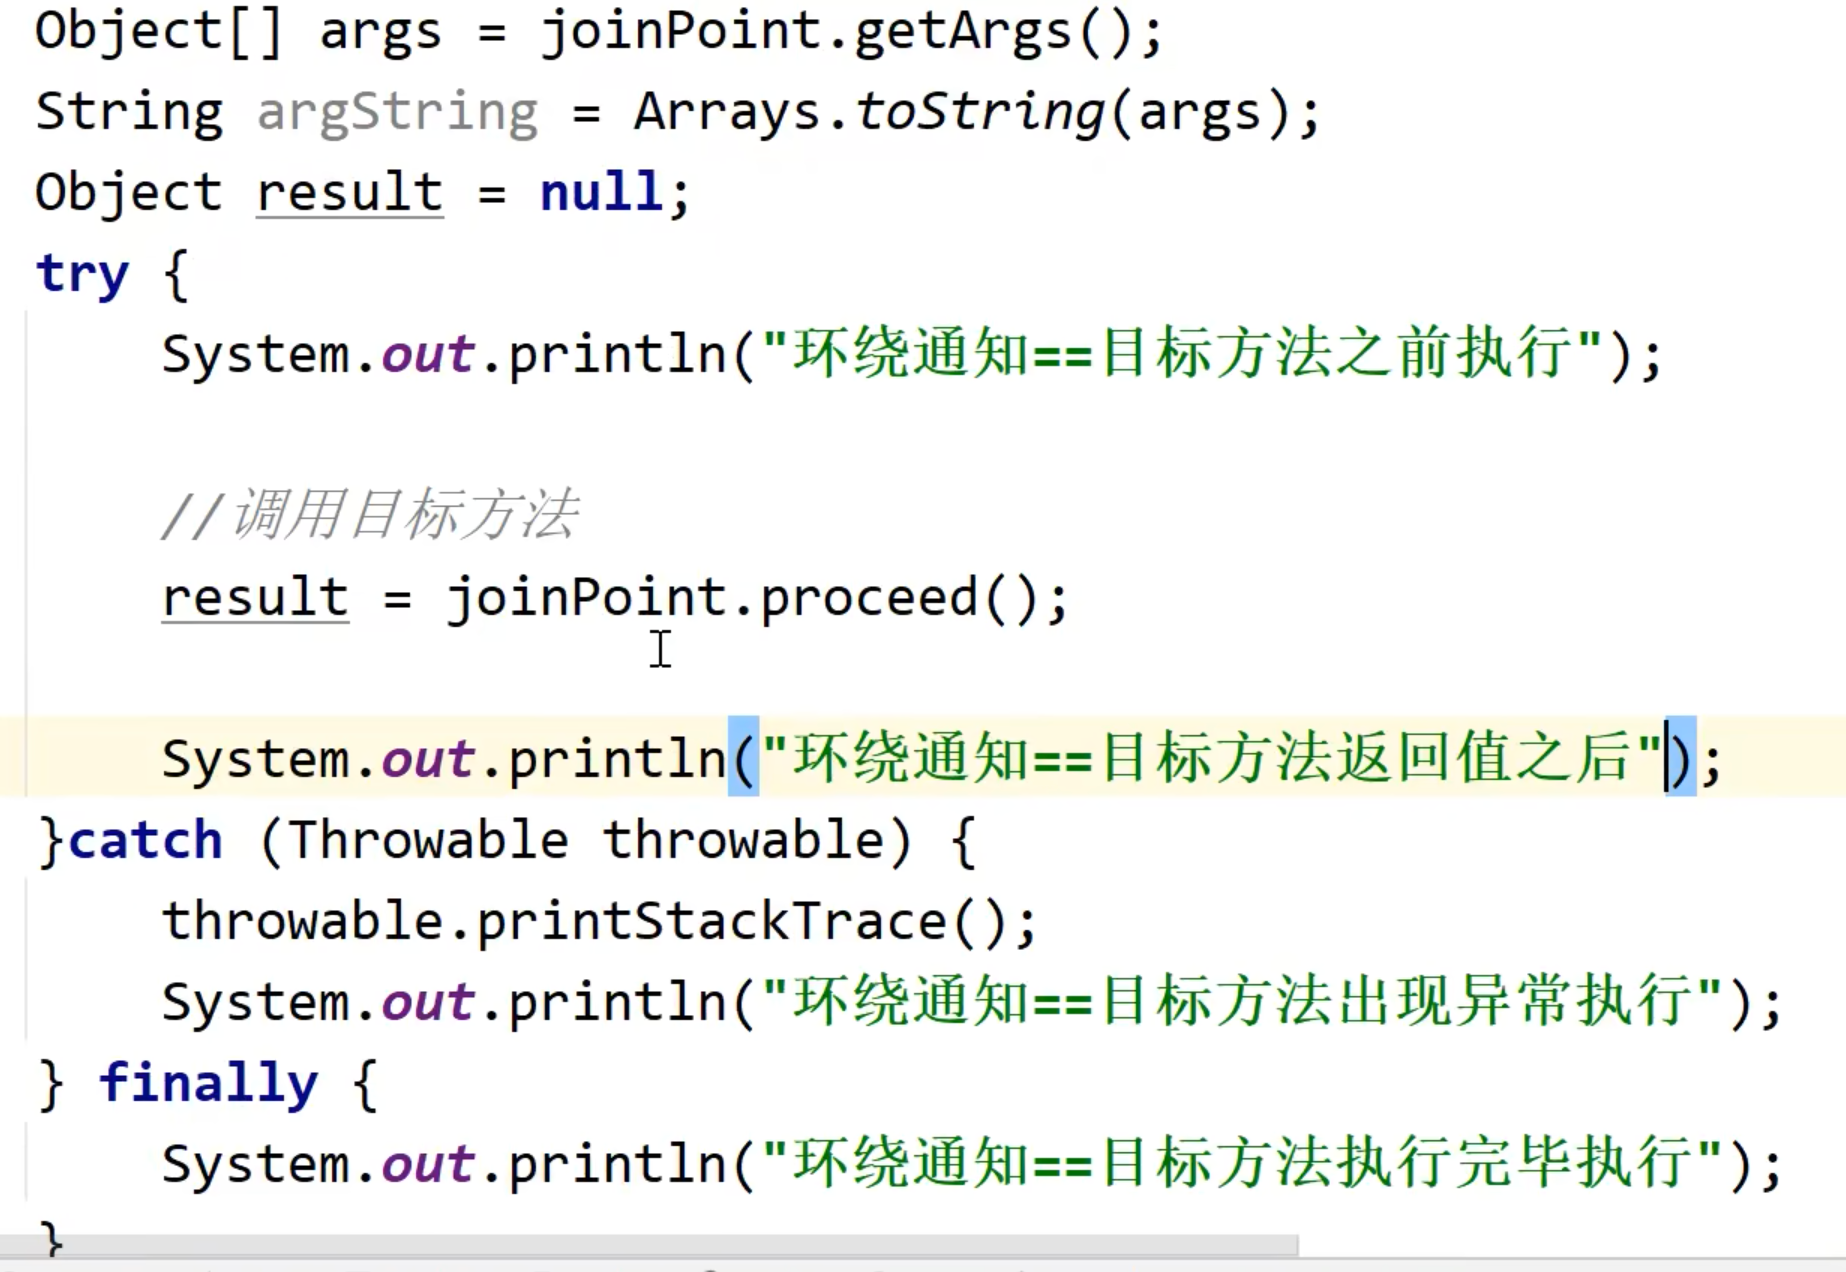 Object[] args = joinPoint.getArgs();
String argString = Arrays.toString(args);
Object result = null;
try {
System.out.println("环绕通知==目标方法之前执行");
//调用目标方法
result = joinPoint.proceed();
System.out.println("环绕通知==目标方法返回值之后");
}catch (Throwable throwable) {
throwable.printStackTrace();
System.out.println("环绕通知==目标方法出现异常执行");
} finally {
System.out.println("环绕通知==目标方法执行完毕执行");
}